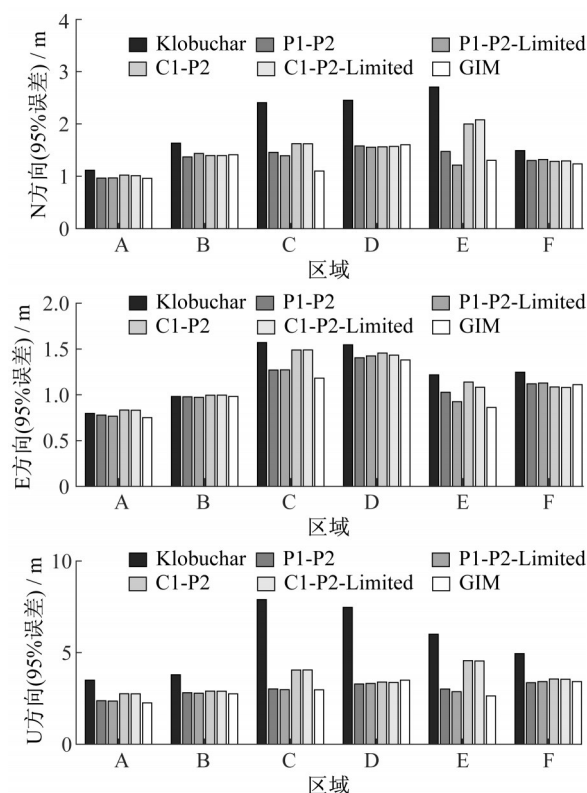 4
3
2
1
0
N方向(95%误差) / m
Klobuchar P1-P2 P1-P2-Limited
C1-P2 C1-P2-Limited GIM
A B C D E F
区域
2.0
1.5
1.0
0.5
0
E方向(95%误差) / m
Klobuchar P1-P2 P1-P2-Limited
C1-P2 C1-P2-Limited GIM
A B C D E F
区域
10
5
0
U方向(95%误差) / m
Klobuchar P1-P2 P1-P2-Limited
C1-P2 C1-P2-Limited GIM
A B C D E F
区域